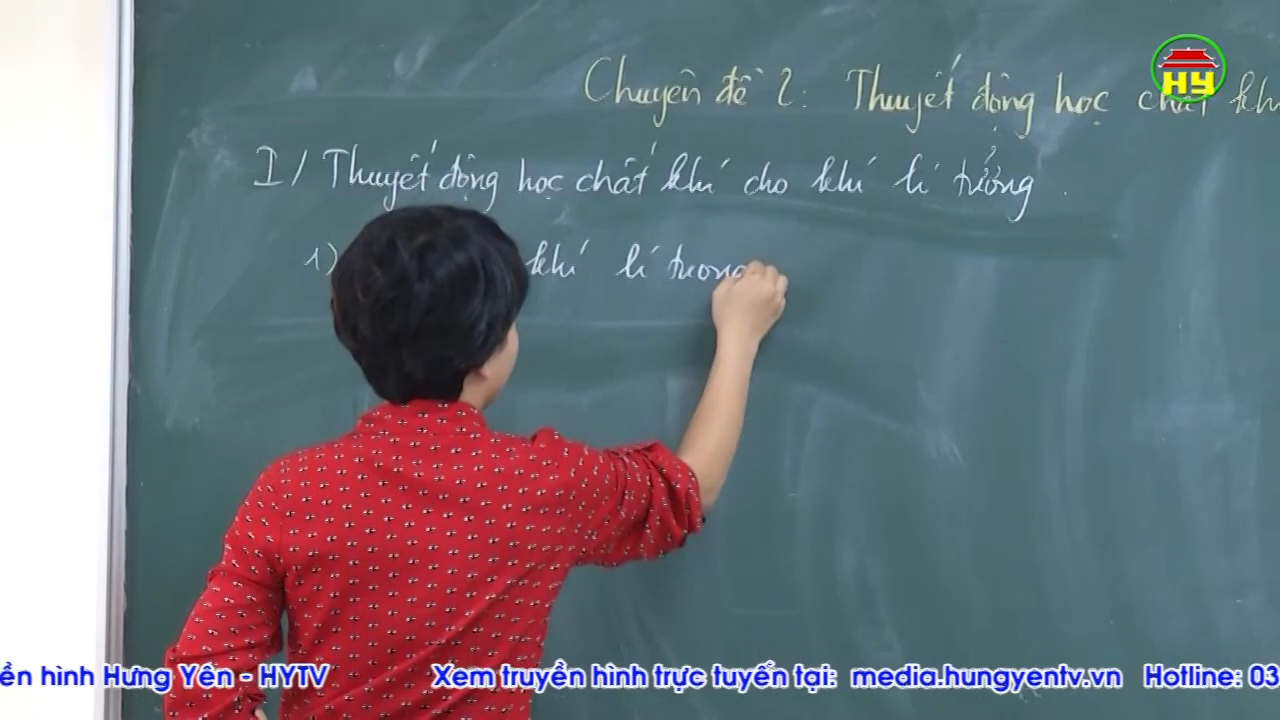 HY
Chuyên đề 2: Thuyết động học chất khí
I/ Thuyết động học chất khí cho khí lí tưởng.
1) khí lí tương
ền hình Hưng Yên - HYTV Xem truyền hình trực tuyến tại: media.hungyentv.vn Hotline: 03